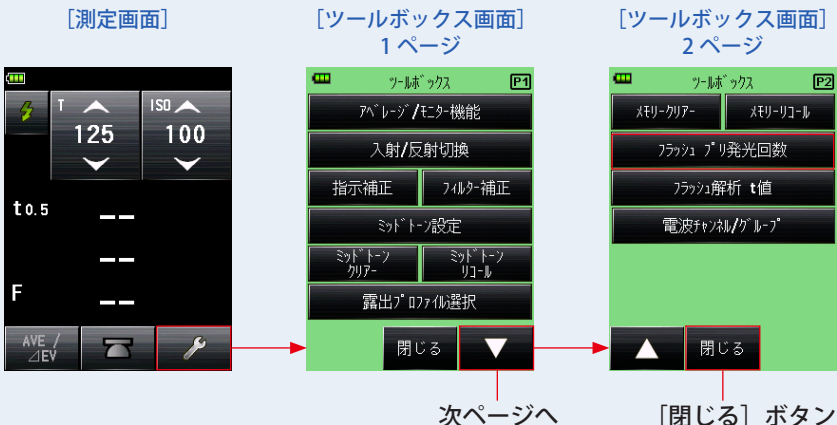 ［測定画面］
［ツールボックス画面］
1 ページ
［ツールボックス画面］
2 ページ
T
125
ISO
100
t0.5
--
--
F --
AVE /
⊿EV
ﾂｰﾙﾎﾞｯｸｽ P1
ｱﾍﾞﾚｰｼﾞ/ﾓﾆﾀｰ機能
入射/反射切換
指示補正 ﾌｨﾙﾀｰ補正
ﾐｯﾄﾞﾄｰﾝ設定
ﾐｯﾄﾞﾄｰﾝ
ｸﾘｱｰ
ﾐｯﾄﾞﾄｰﾝ
ﾘｺｰﾙ
露出ﾌﾟﾛﾌｧｲﾙ選択
閉じる ▼
次ページへ
ﾂｰﾙﾎﾞｯｸｽ P2
ﾒﾓﾘｰｸﾘｱｰ ﾒﾓﾘｰﾘｺｰﾙ
ﾌﾗｯｼｭ ﾌﾟﾘ発光回数
ﾌﾗｯｼｭ解析 t値
電波ﾁｬﾝﾈﾙ/ｸﾞﾙｰﾌﾟ
▲ 閉じる
［閉じる］ボタン